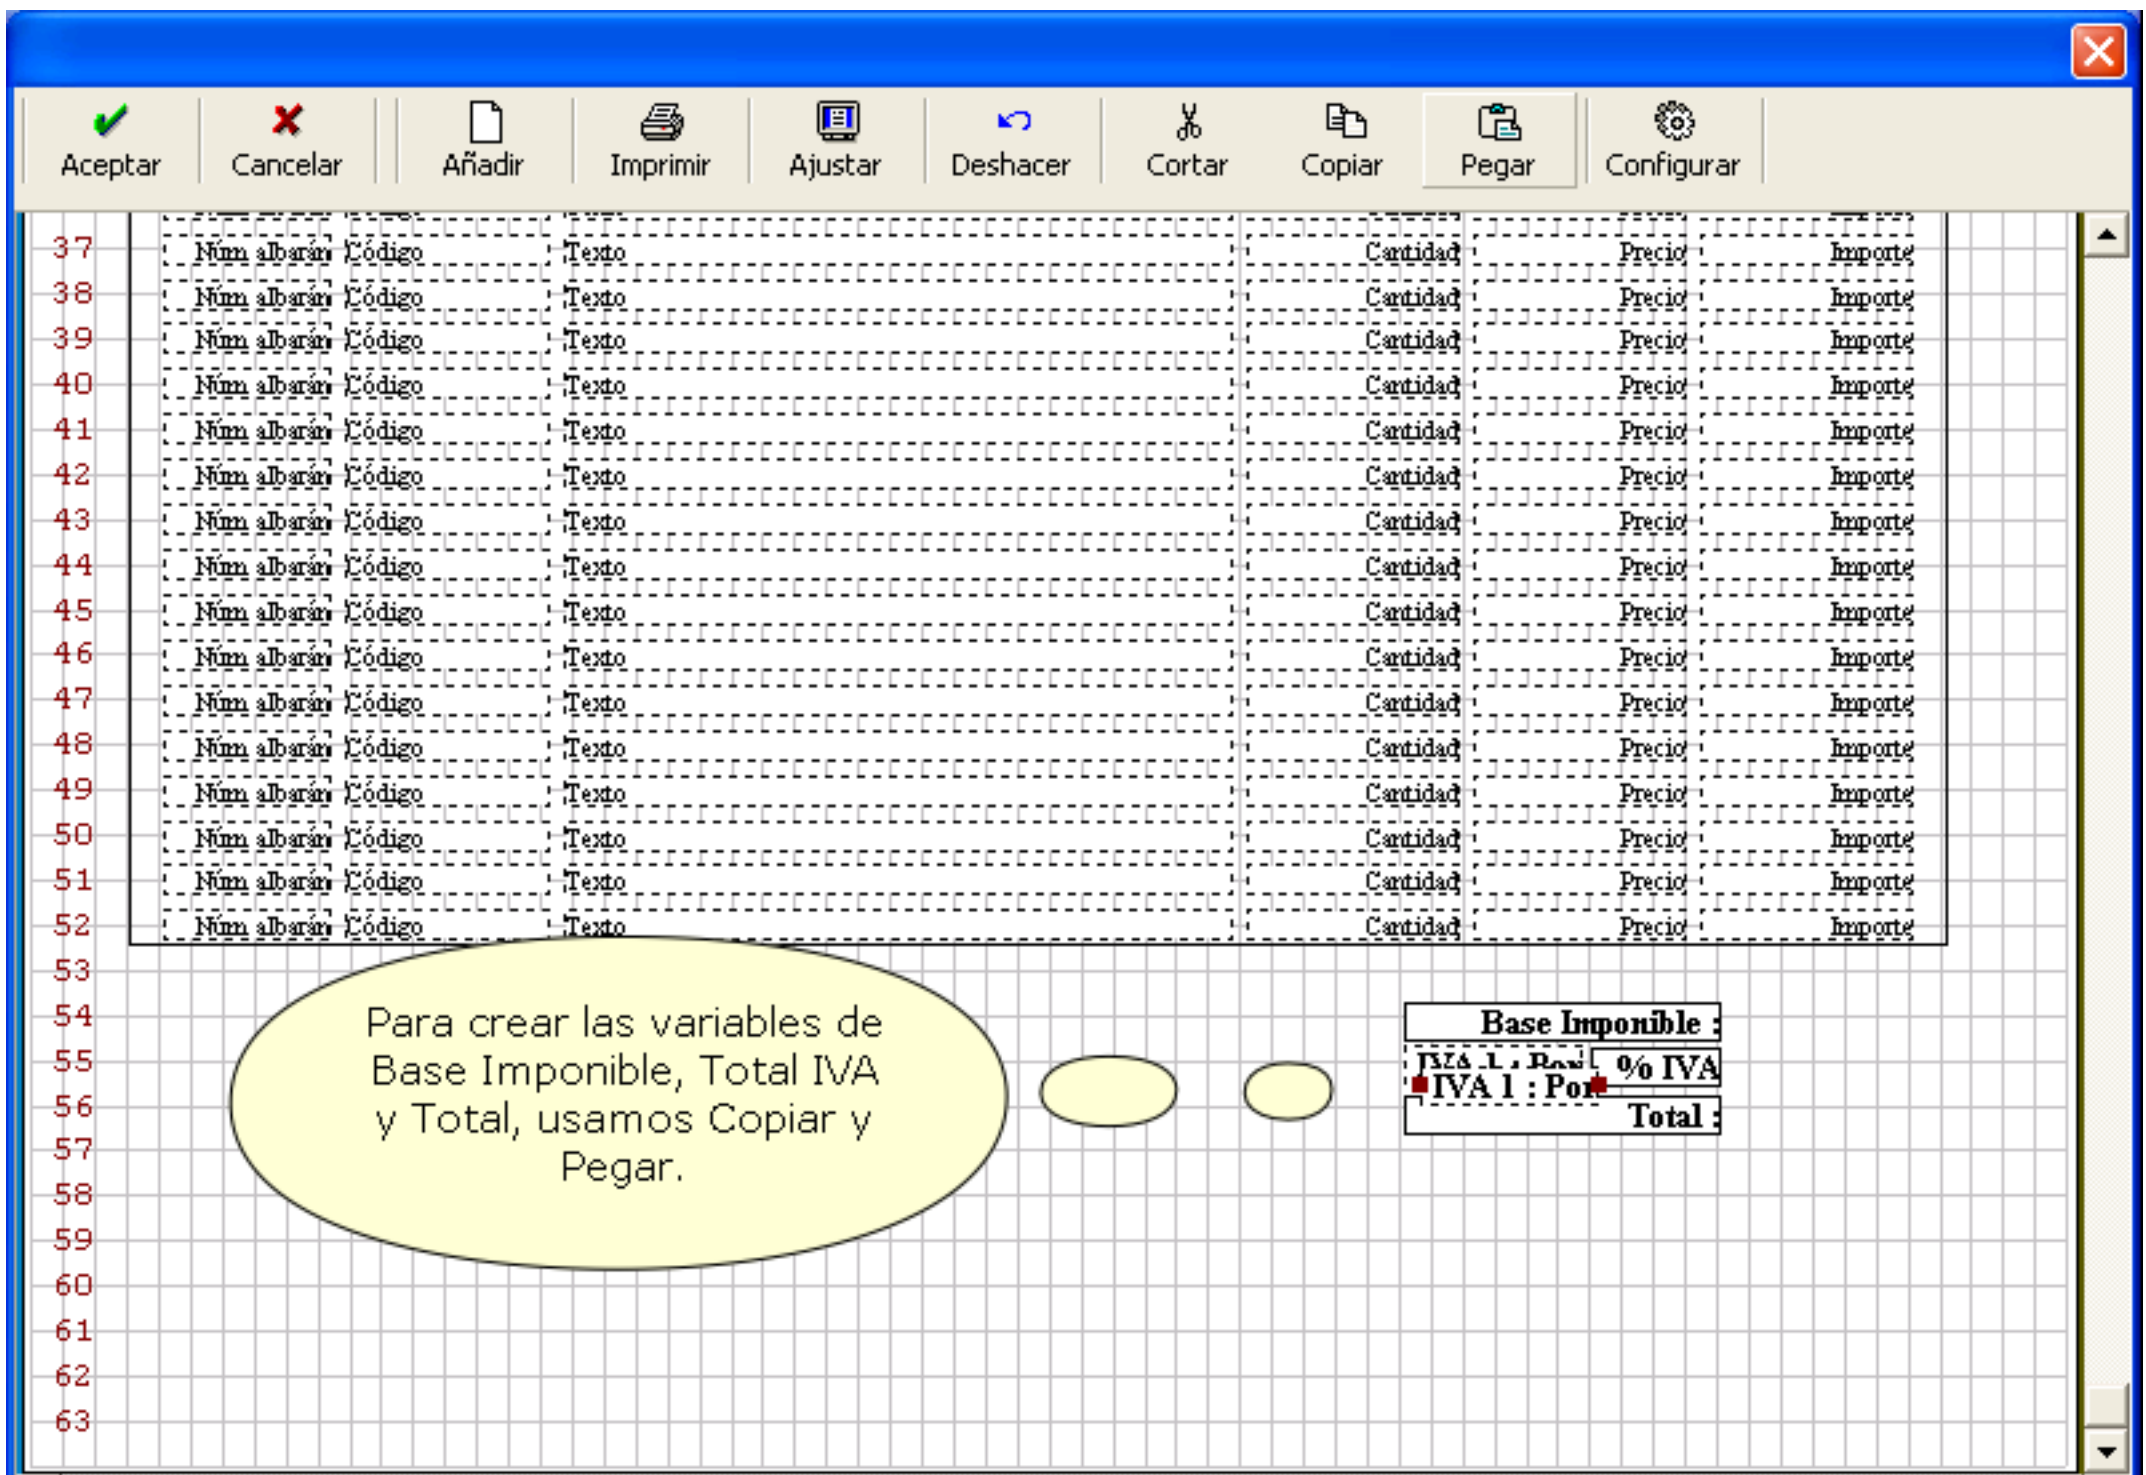 Aceptar Cancelar Añadir Imprimir Ajustar Deshacer Cortar Copiar Pegar Configurar
37 Núm albarán Código Texto Cantidad Precio Importe
38 Núm albarán Código Texto Cantidad Precio Importe
39 Núm albarán Código Texto Cantidad Precio Importe
40 Núm albarán Código Texto Cantidad Precio Importe
41 Núm albarán Código Texto Cantidad Precio Importe
42 Núm albarán Código Texto Cantidad Precio Importe
43 Núm albarán Código Texto Cantidad Precio Importe
44 Núm albarán Código Texto Cantidad Precio Importe
45 Núm albarán Código Texto Cantidad Precio Importe
46 Núm albarán Código Texto Cantidad Precio Importe
47 Núm albarán Código Texto Cantidad Precio Importe
48 Núm albarán Código Texto Cantidad Precio Importe
49 Núm albarán Código Texto Cantidad Precio Importe
50 Núm albarán Código Texto Cantidad Precio Importe
51 Núm albarán Código Texto Cantidad Precio Importe
52 Núm albarán Código Texto Cantidad Precio Importe
53
54
55
56
57
58
59
60
61
62
63
Para crear las variables de
Base Imponible, Total IVA
y Total, usamos Copiar y
Pegar.
Base Imponible :
IVA 1 : Por % IVA
IVA 1 : Por
Total :